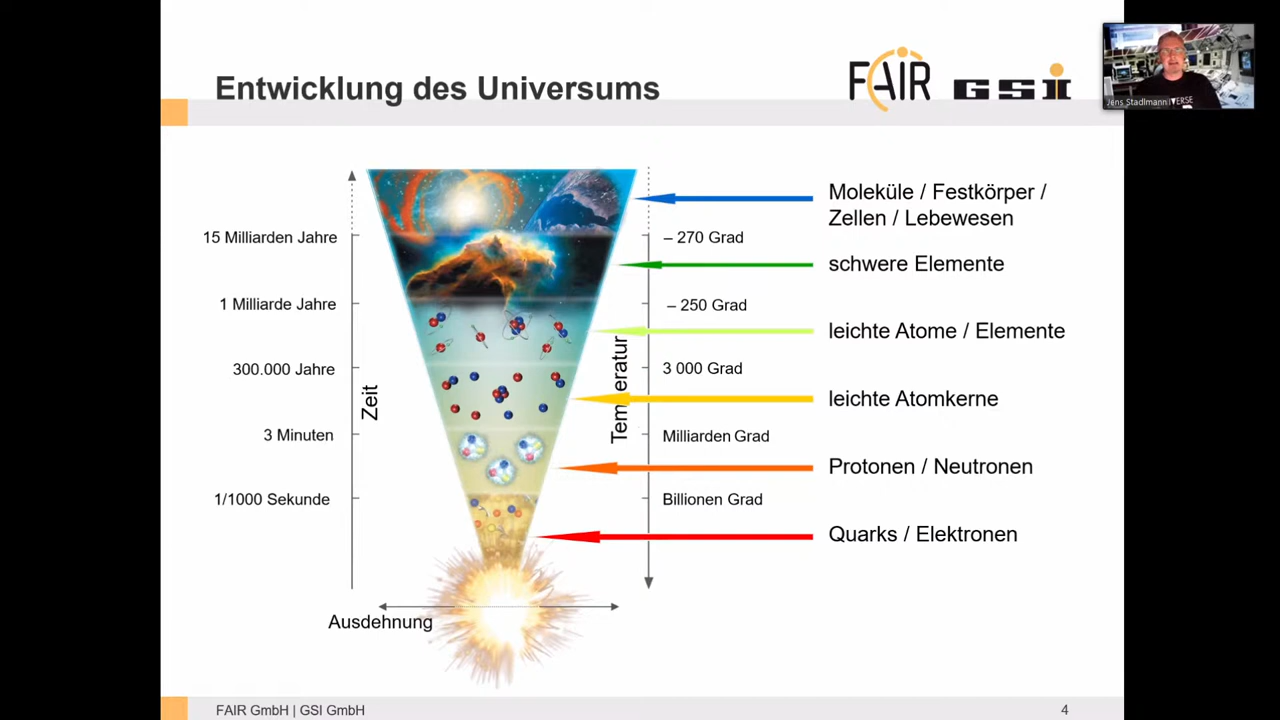 Entwicklung des Universums
FAIR GSI
Jens Stadlmann
VERSE
15 Milliarden Jahre
1 Milliarde Jahre
300.000 Jahre
3 Minuten
1/1000 Sekunde
Zeit
Ausdehnung
Temperatur
– 270 Grad
– 250 Grad
3 000 Grad
Milliarden Grad
Billionen Grad
Moleküle / Festkörper /
Zellen / Lebewesen
schwere Elemente
leichte Atome / Elemente
leichte Atomkerne
Protonen / Neutronen
Quarks / Elektronen
FAIR GmbH | GSI GmbH
4